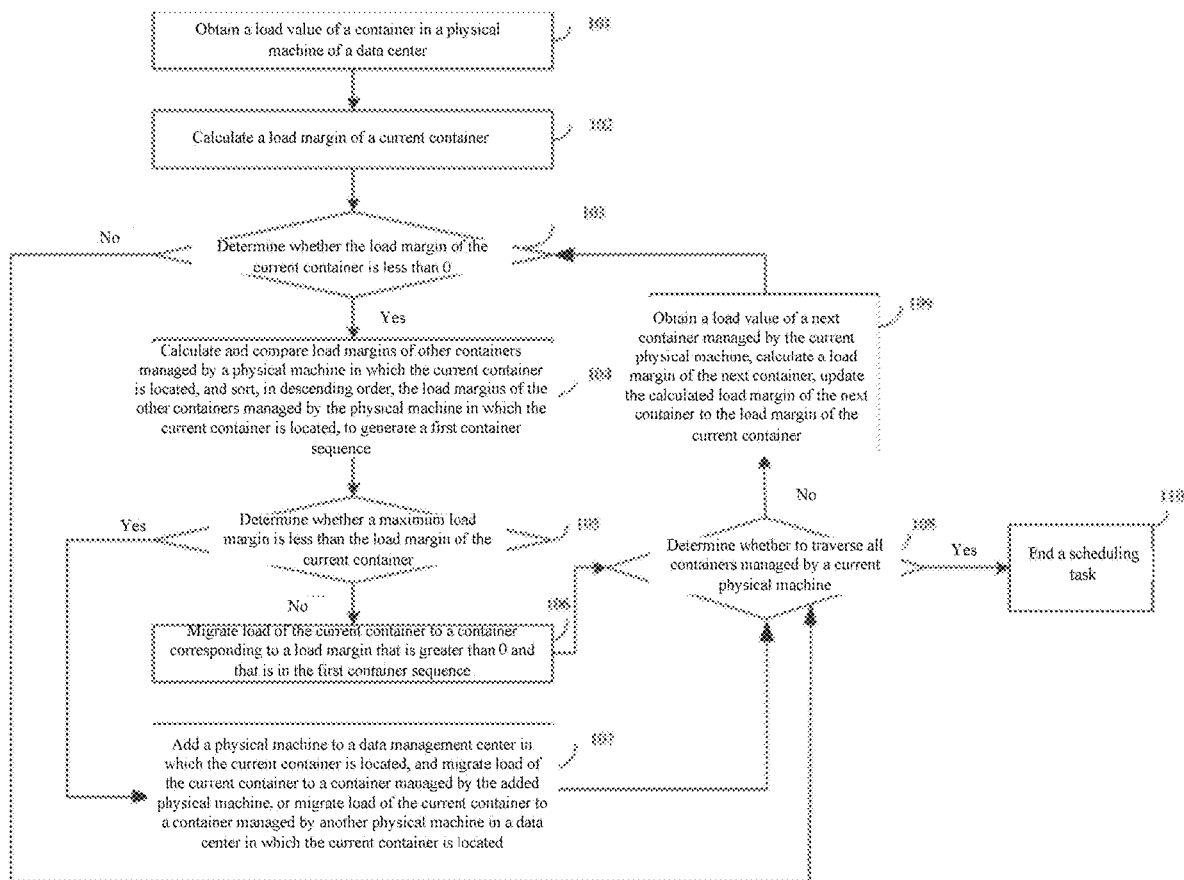 Obtain a load value of a container in a physical
machine of a data center
101
Calculate a load margin of a current container
102
103
No
Determine whether the load margin of the
current container is less than 0
Yes
Calculate and compare load margins of other containers
managed by a physical machine in which the current container
is located, and sort, in descending order, the load margins of the
other containers managed by the physical machine in which the
current container is located, to generate a first container
sequence
104
109
Obtain a load value of a next
container managed by the current
physical machine, calculate a load
margin of the next container, update
the calculated load margin of the next
container to the load margin of the
current container
Yes
Determine whether a maximum load
margin is less than the load margin of the
current container
105
No
No
106
Migrate load of the current container to a container
corresponding to a load margin that is greater than 0 and
that is in the first container sequence
108
Determine whether to traverse all
containers managed by a current
physical machine
Yes
110
End a scheduling
task
107
Add a physical machine to a data management center in
which the current container is located, and migrate load of
the current container to a container managed by the added
physical machine, or migrate load of the current container to
a container managed by another physical machine in a data
center in which the current container is located